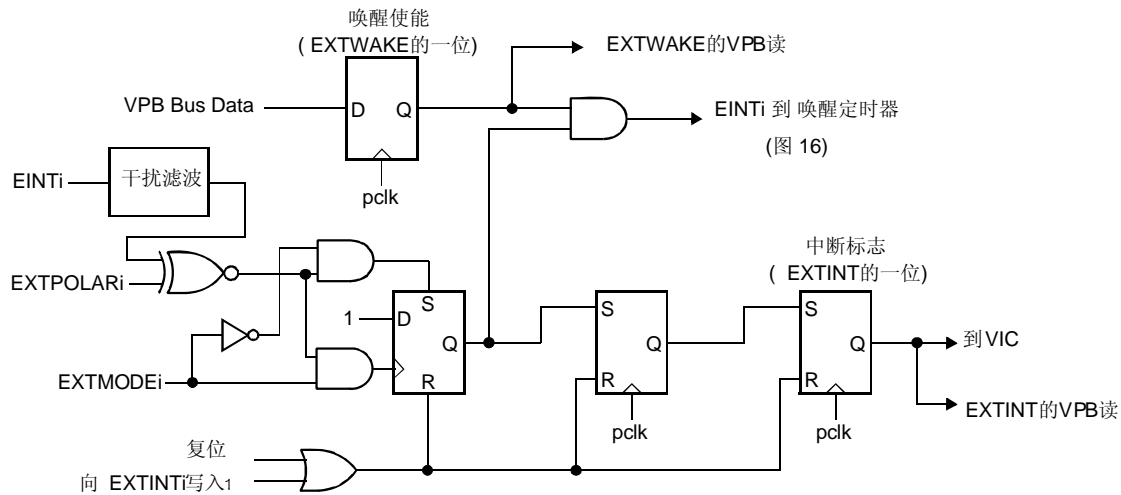 唤醒使能
( EXTWAKE的一位)
EXTWAKE的VPB读
VPB Bus Data
D
Q
EINTi 到 唤醒定时器
(图 16)
pclk
EINTi
干扰滤波
EXTPOLARi
中断标志
( EXTINT的一位)
S
1
D
Q
R
S
Q
R
pclk
S
Q
R
pclk
到VIC
EXTMODEi
EXTINT的VPB读
复位
向 EXTINTi写入1